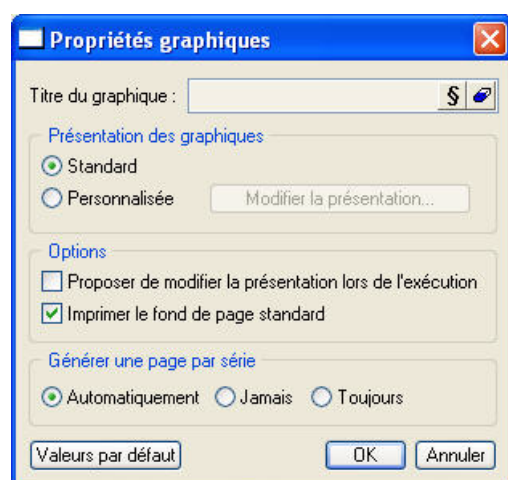 Propriétés graphiques
Titre du graphique : §
Présentation des graphiques
Standard
Personnalisée Modifier la présentation...
Options
Proposer de modifier la présentation lors de l'exécution
Imprimer le fond de page standard
Générer une page par série
Automatiquement Jamais Toujours
Valeurs par défaut OK Annuler